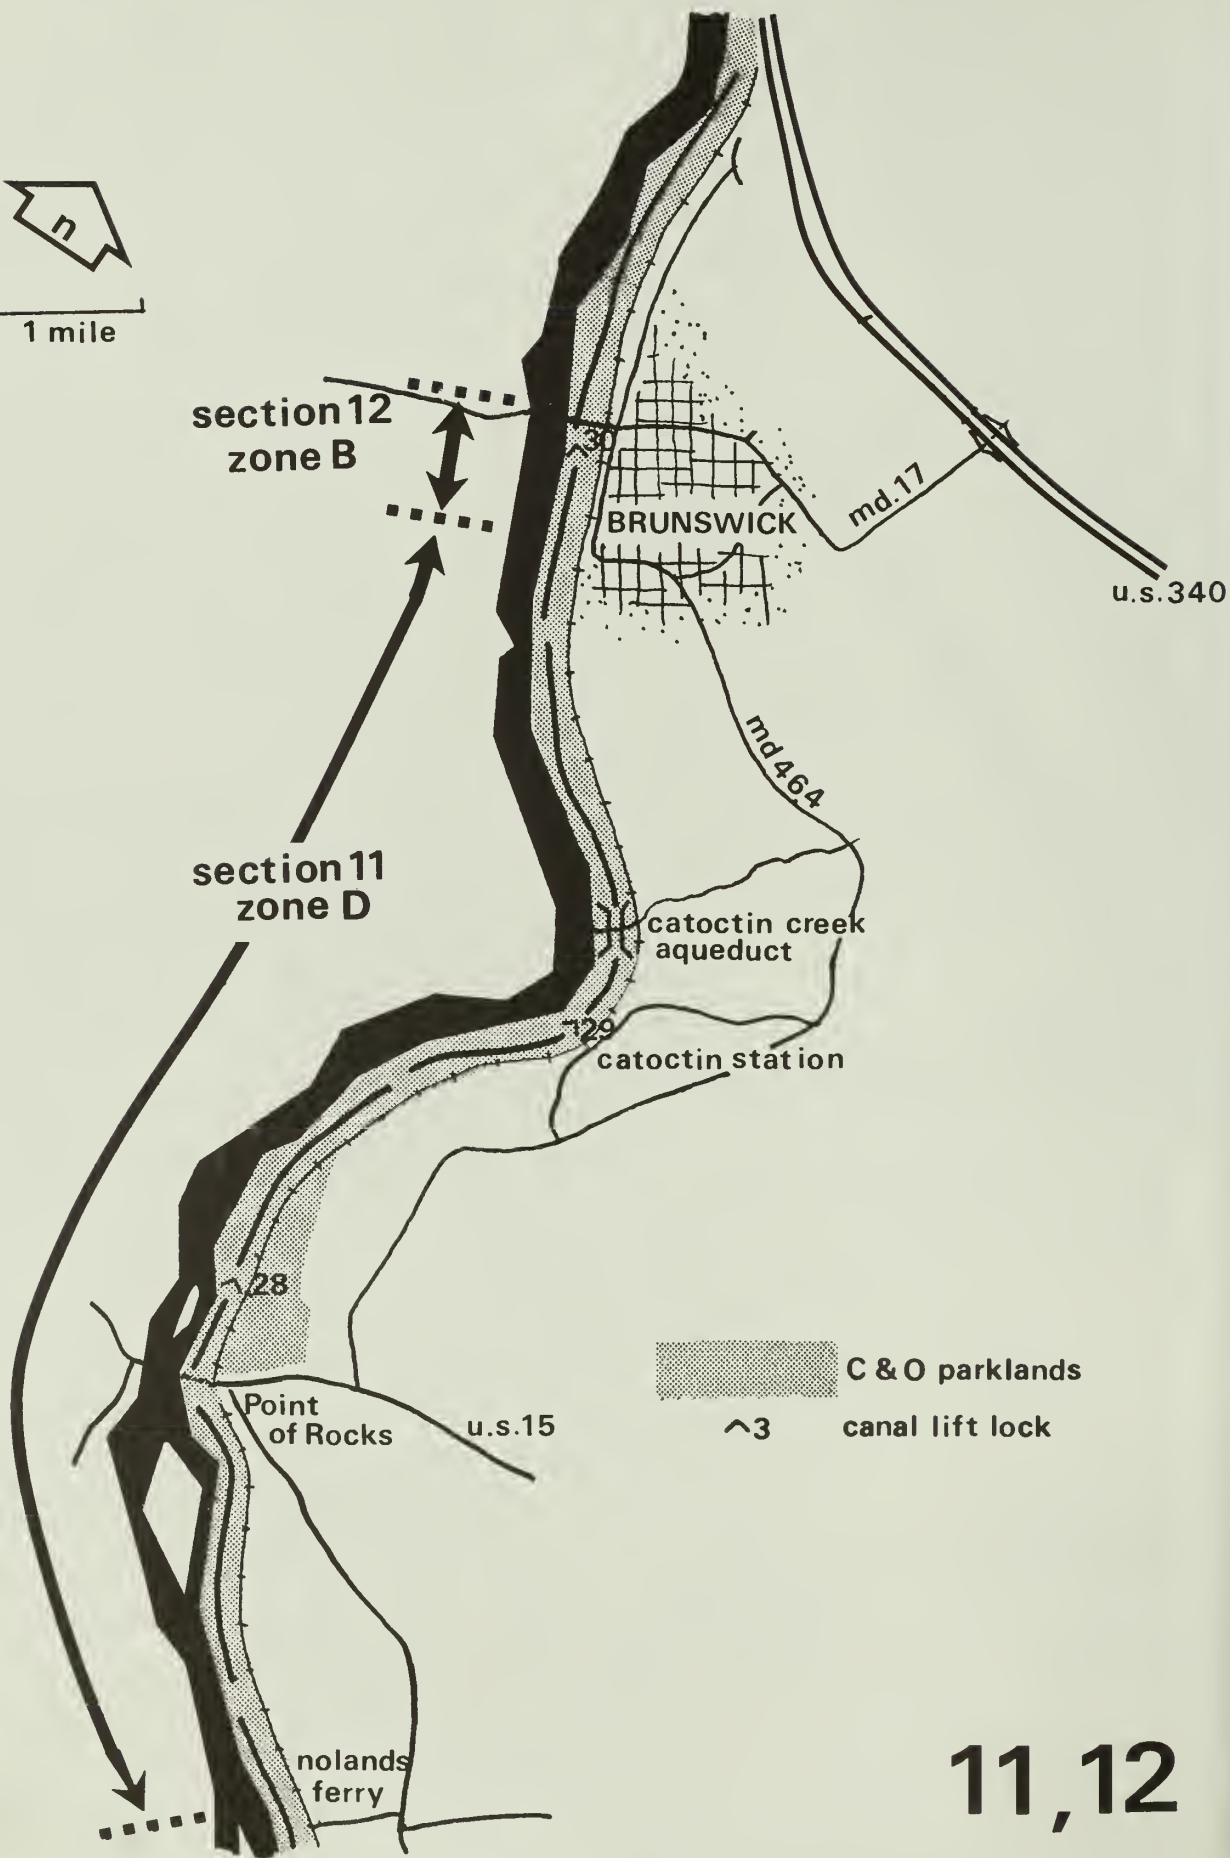 n
1 mile
section 12
zone B
30
BRUNSWICK
md.17
u.s.340
md 464
section 11
zone D
catoctin creek
aqueduct
29
catoctin station
28
C & O parklands
^3 canal lift lock
Point
of Rocks
u.s.15
nolands
ferry
11,12